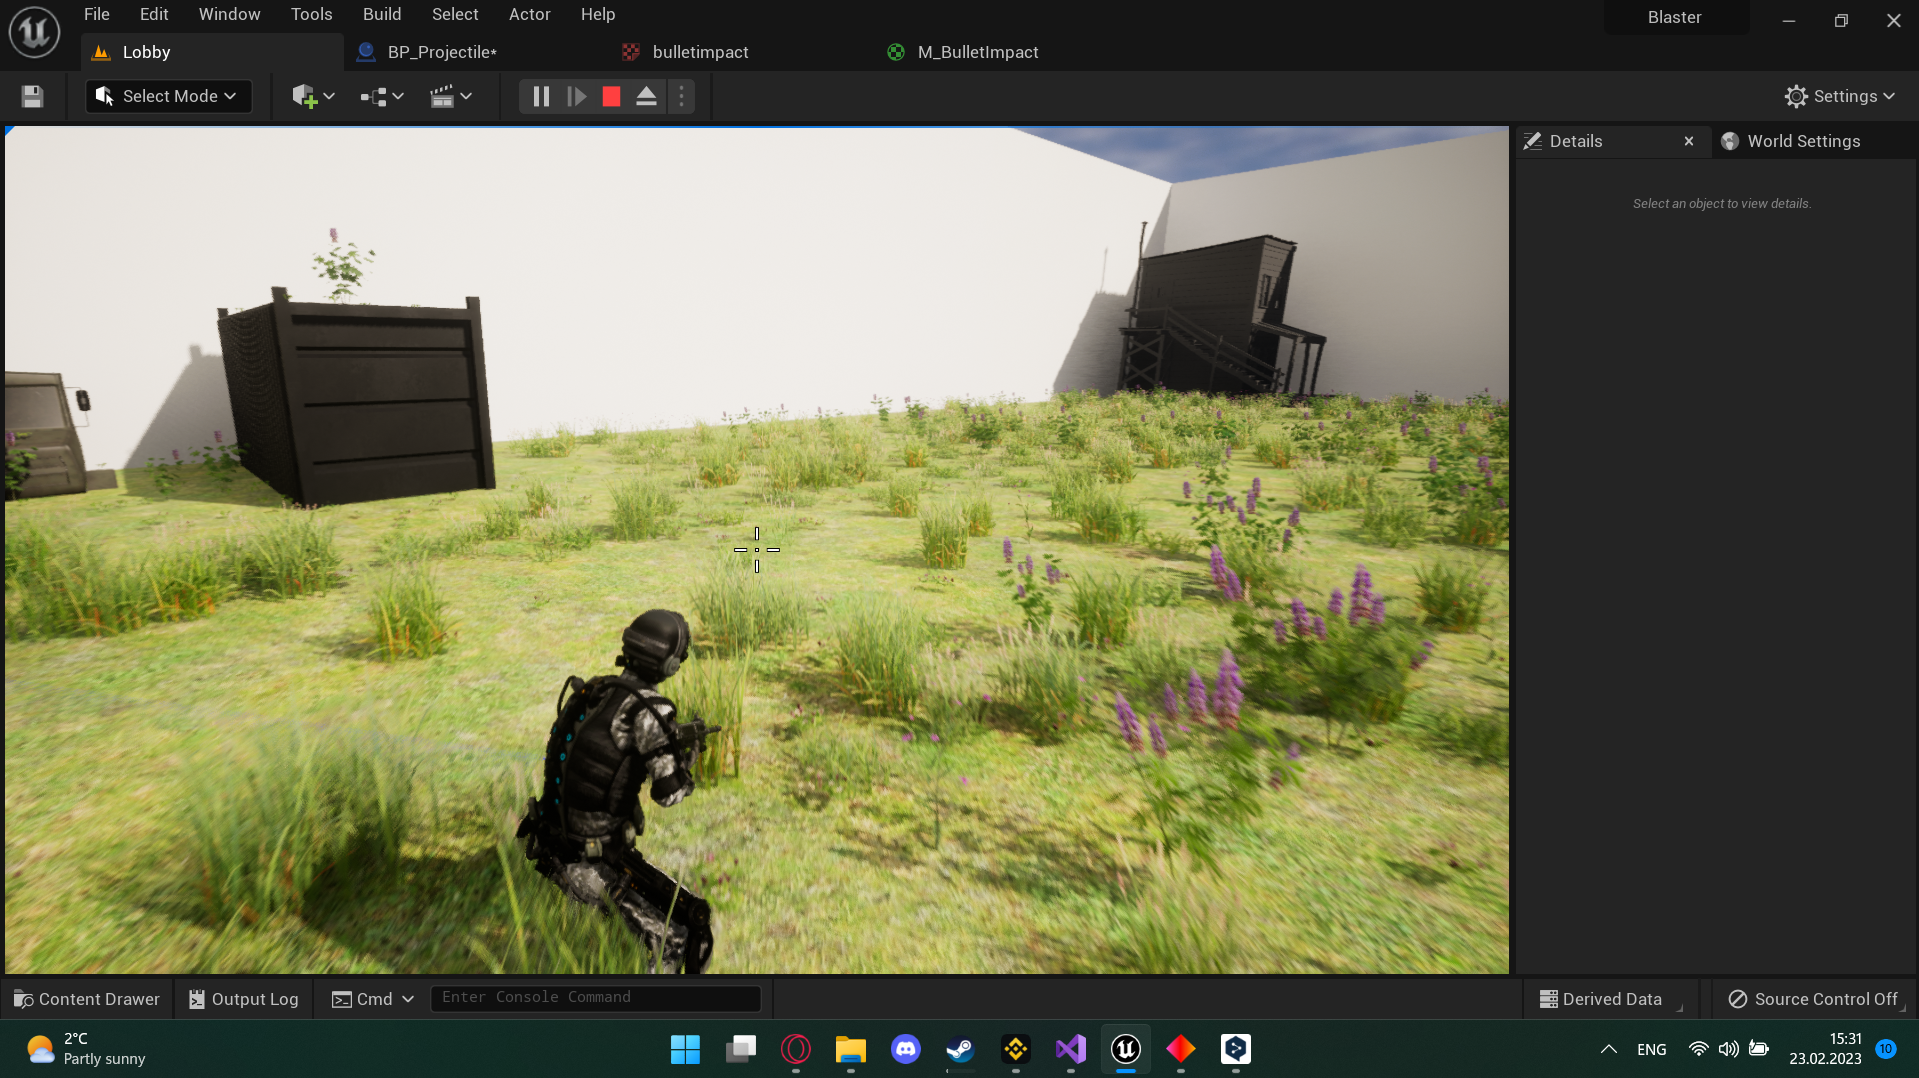 File Edit Window Tools Build Select Actor Help
Blaster
Lobby
BP_Projectile*
bulletimpact
M_BulletImpact
Select Mode
Settings
Details
World Settings
Select an object to view details.
Content Drawer
Output Log
Cmd
Enter Console Command
Derived Data
Source Control Off
2°C
Partly sunny
ENG
15:31
23.02.2023
10